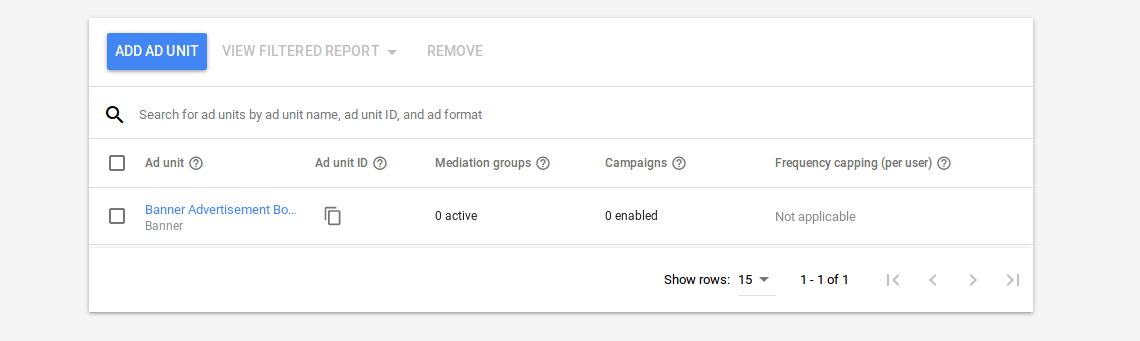 ADD AD UNIT VIEW FILTERED REPORT REMOVE
Search for ad units by ad unit name, ad unit ID, and ad format
Ad unit Ad unit ID Mediation groups Campaigns Frequency capping (per user)
Banner Advertisement Bo... 0 active 0 enabled Not applicable
Banner
Show rows: 15 1 - 1 of 1